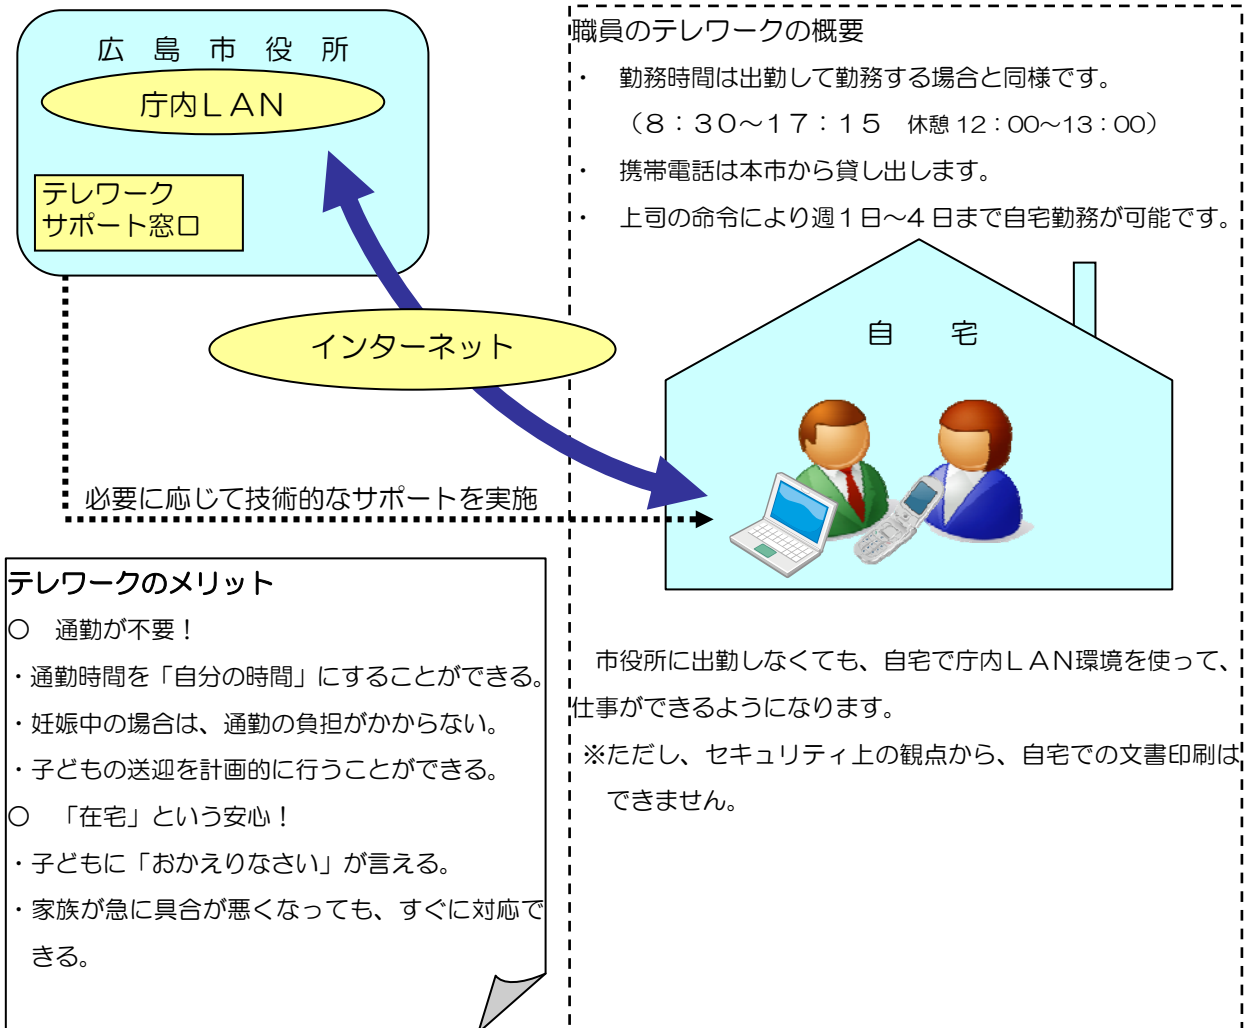 広島市役所
庁内ＬＡＮ
テレワーク
サポート窓口
インターネット
必要に応じて技術的なサポートを実施
職員のテレワークの概要
・　勤務時間は出勤して勤務する場合と同様です。
（８：３０～１７：１５　休憩 12：00～13：00）
・　携帯電話は本市から貸し出します。
・　上司の命令により週１日～4 日まで自宅勤務が可能です。
自　宅
市役所に出勤しなくても、自宅で庁内ＬＡＮ環境を使って、
仕事ができるようになります。
※ただし、セキュリティ上の観点から、自宅での文書印刷は
できません。
テレワークのメリット
○　通勤が不要！
・通勤時間を「自分の時間」にすることができる。
・妊娠中の場合は、通勤の負担がかからない。
・子どもの送迎を計画的に行うことができる。
○　「在宅」という安心！
・子どもに「おかえりなさい」が言える。
・家族が急に具合が悪くなっても、すぐに対応で
きる。